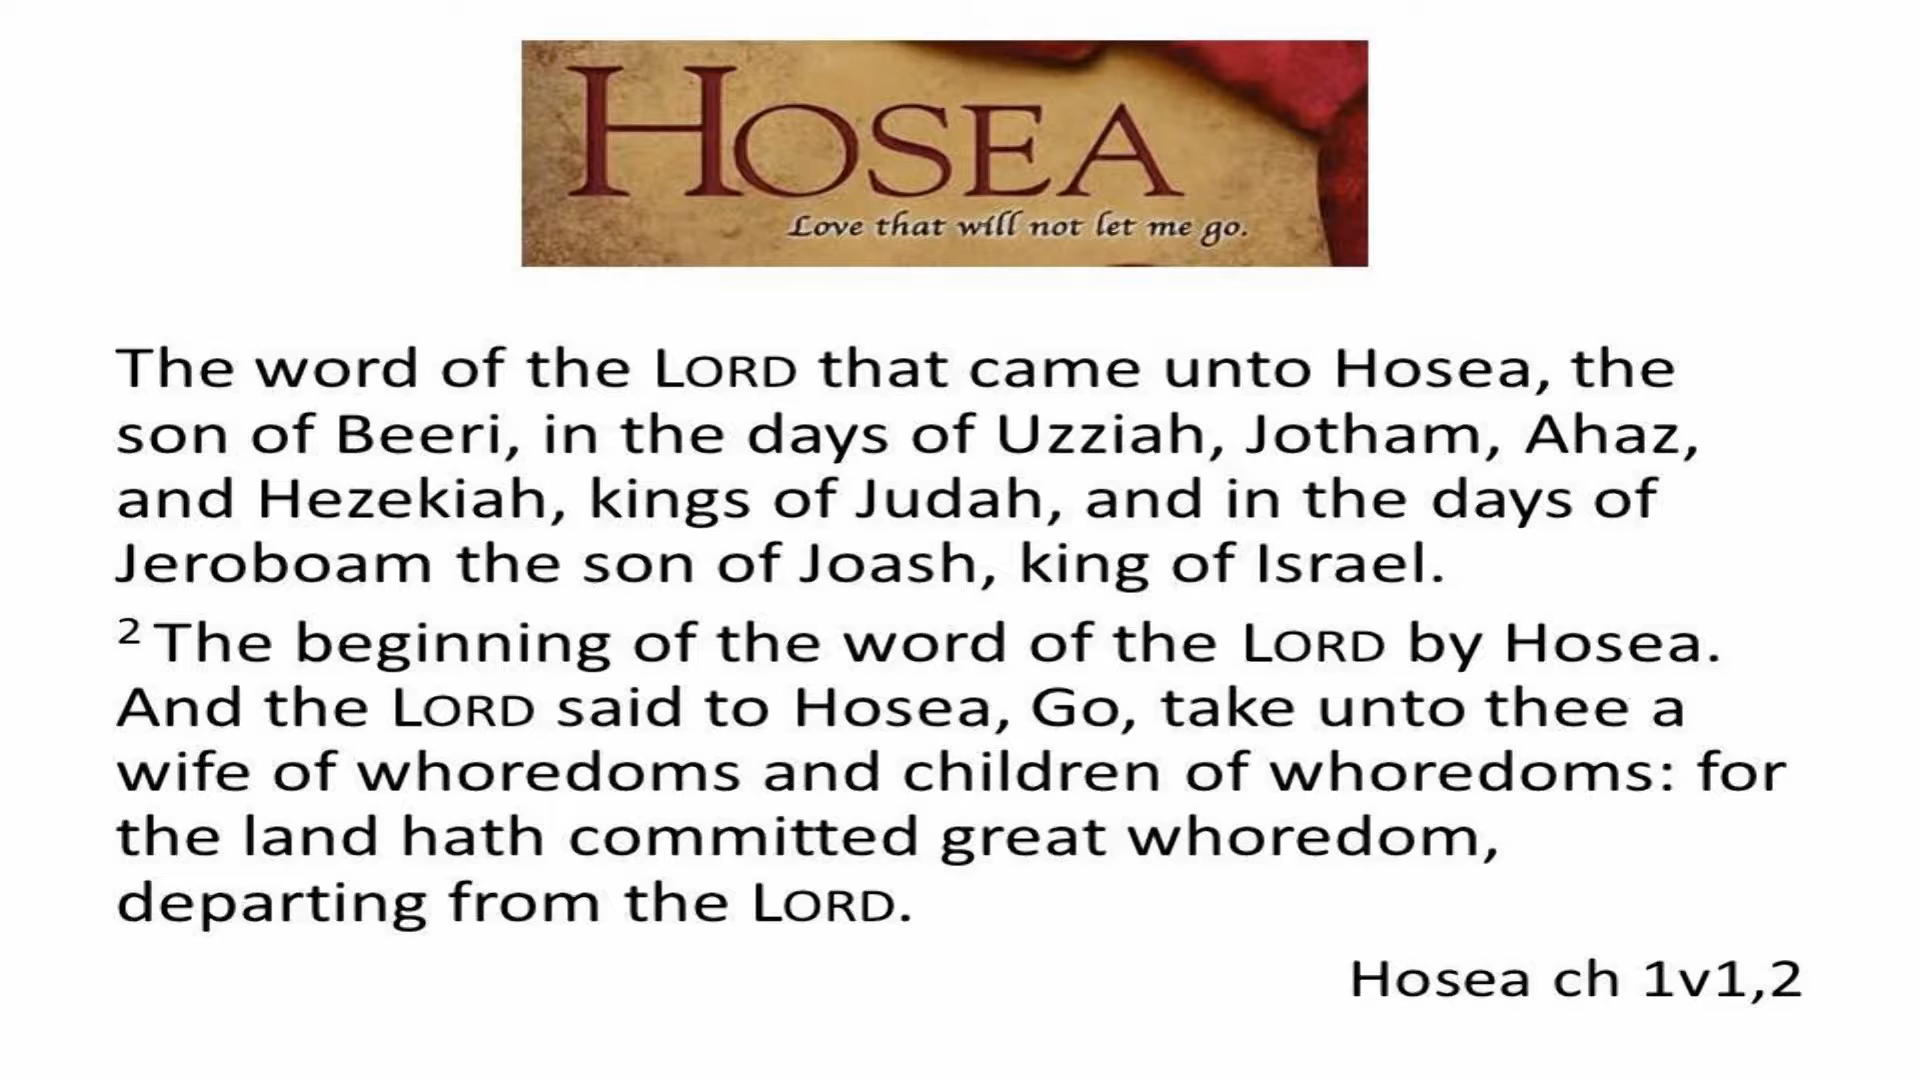 HOSEA
Love that will not let me go.
The word of the LORD that came unto Hosea, the
son of Beeri, in the days of Uzziah, Jotham, Ahaz,
and Hezekiah, kings of Judah, and in the days of
Jeroboam the son of Joash, king of Israel.
2 The beginning of the word of the LORD by Hosea.
And the LORD said to Hosea, Go, take unto thee a
wife of whoredoms and children of whoredoms: for
the land hath committed great whoredom,
departing from the LORD.
Hosea ch 1v1,2